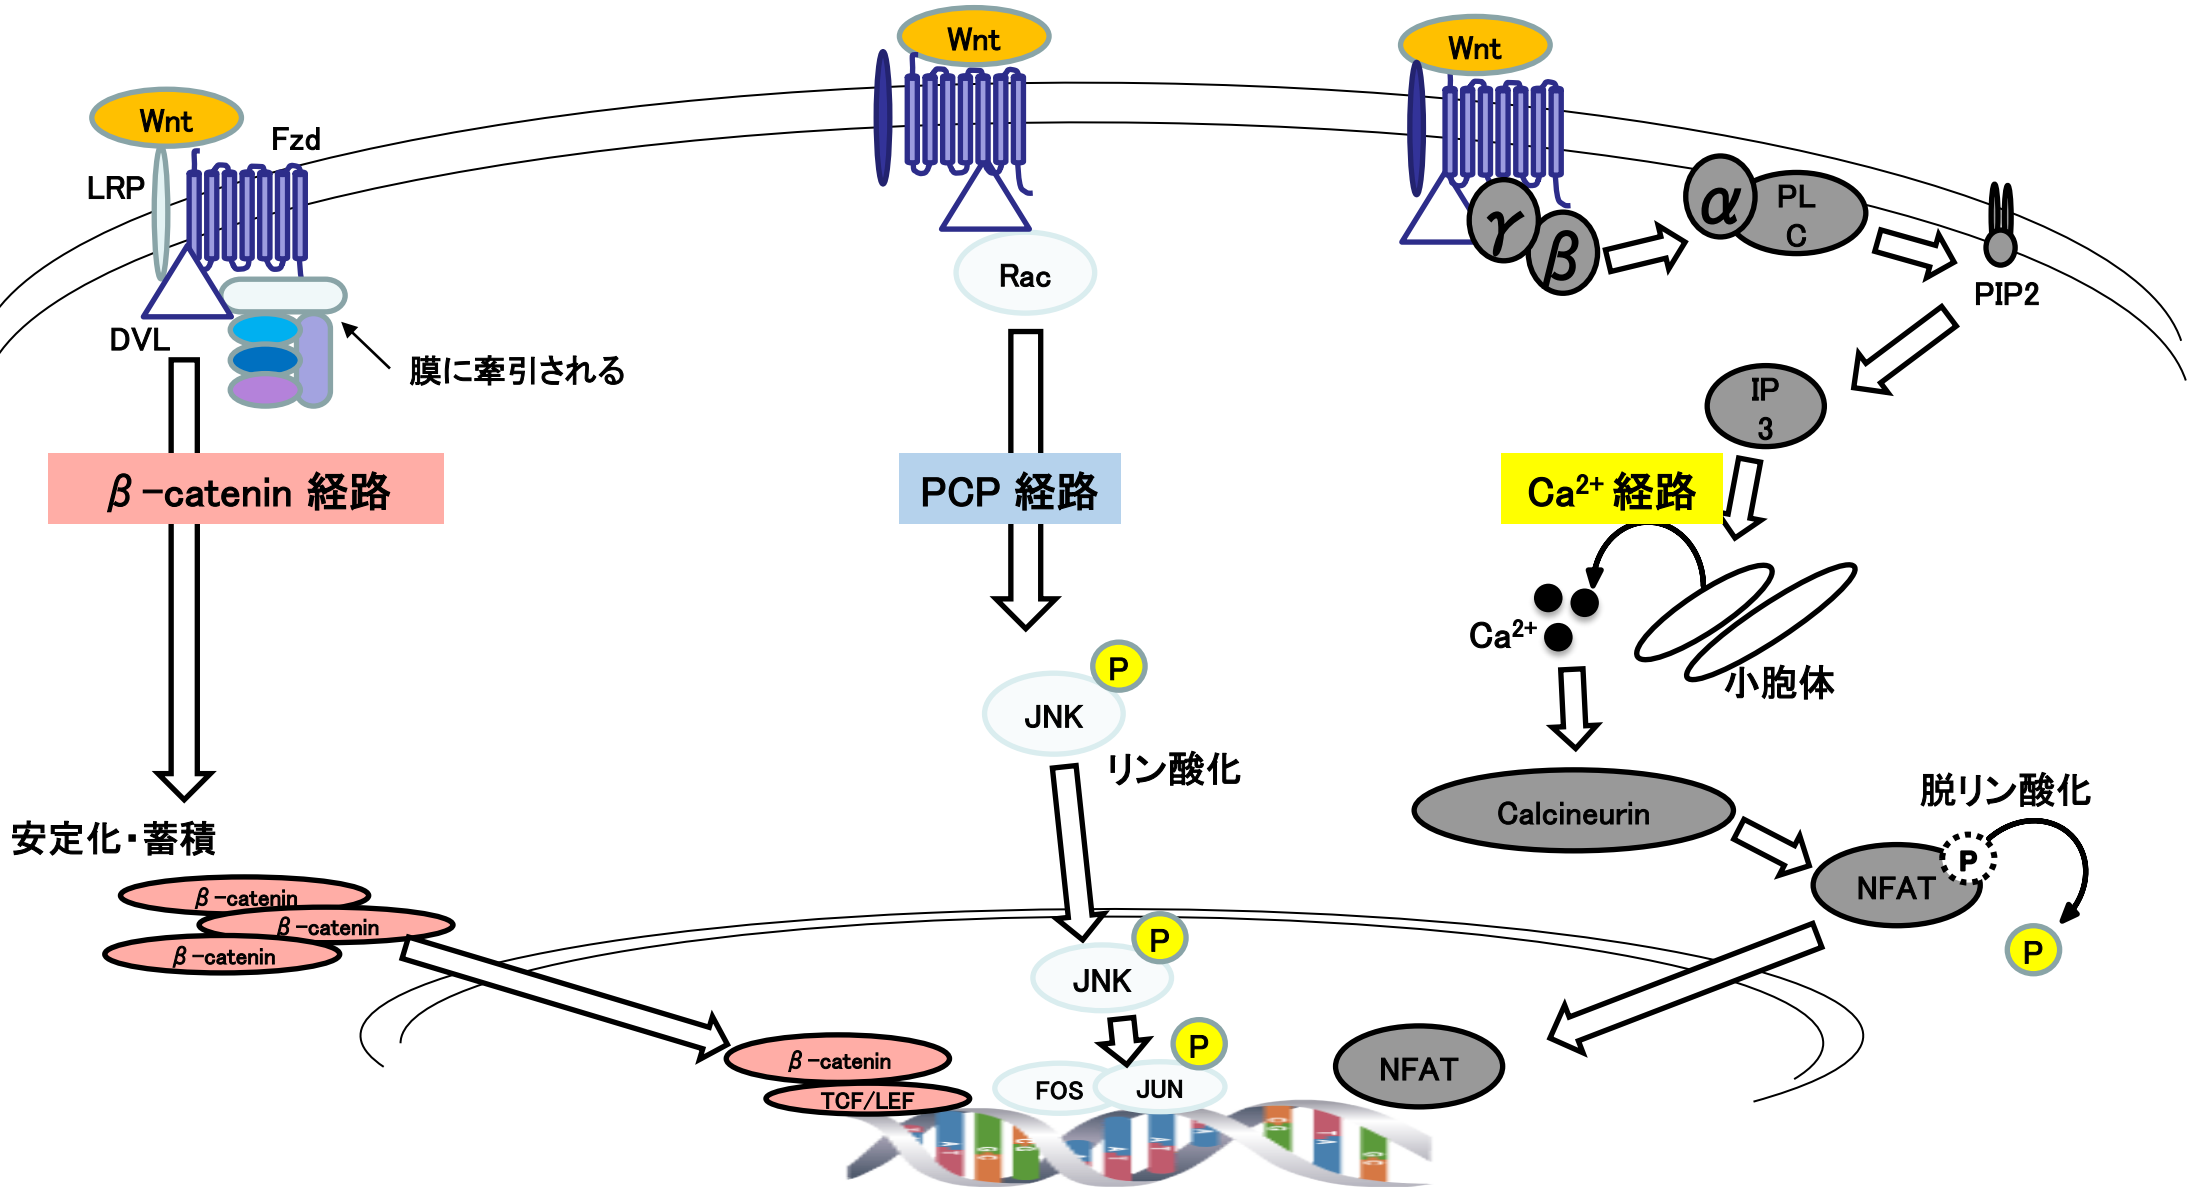 Wnt
Fzd
LRP
DVL
膜に牽引される
β-catenin 経路
安定化・蓄積
β-catenin
β-catenin
β-catenin
β-catenin
TCF/LEF
Wnt
Rac
PCP 経路
P
JNK
リン酸化
P
JNK
P
FOS
JUN
Wnt
γ
β
α
PL
C
PIP2
IP
3
Ca²⁺ 経路
Ca²⁺
小胞体
Calcineurin
脱リン酸化
P
NFAT
P
NFAT
A T
G C
C G
A T
A T
A
C G
T A
G C